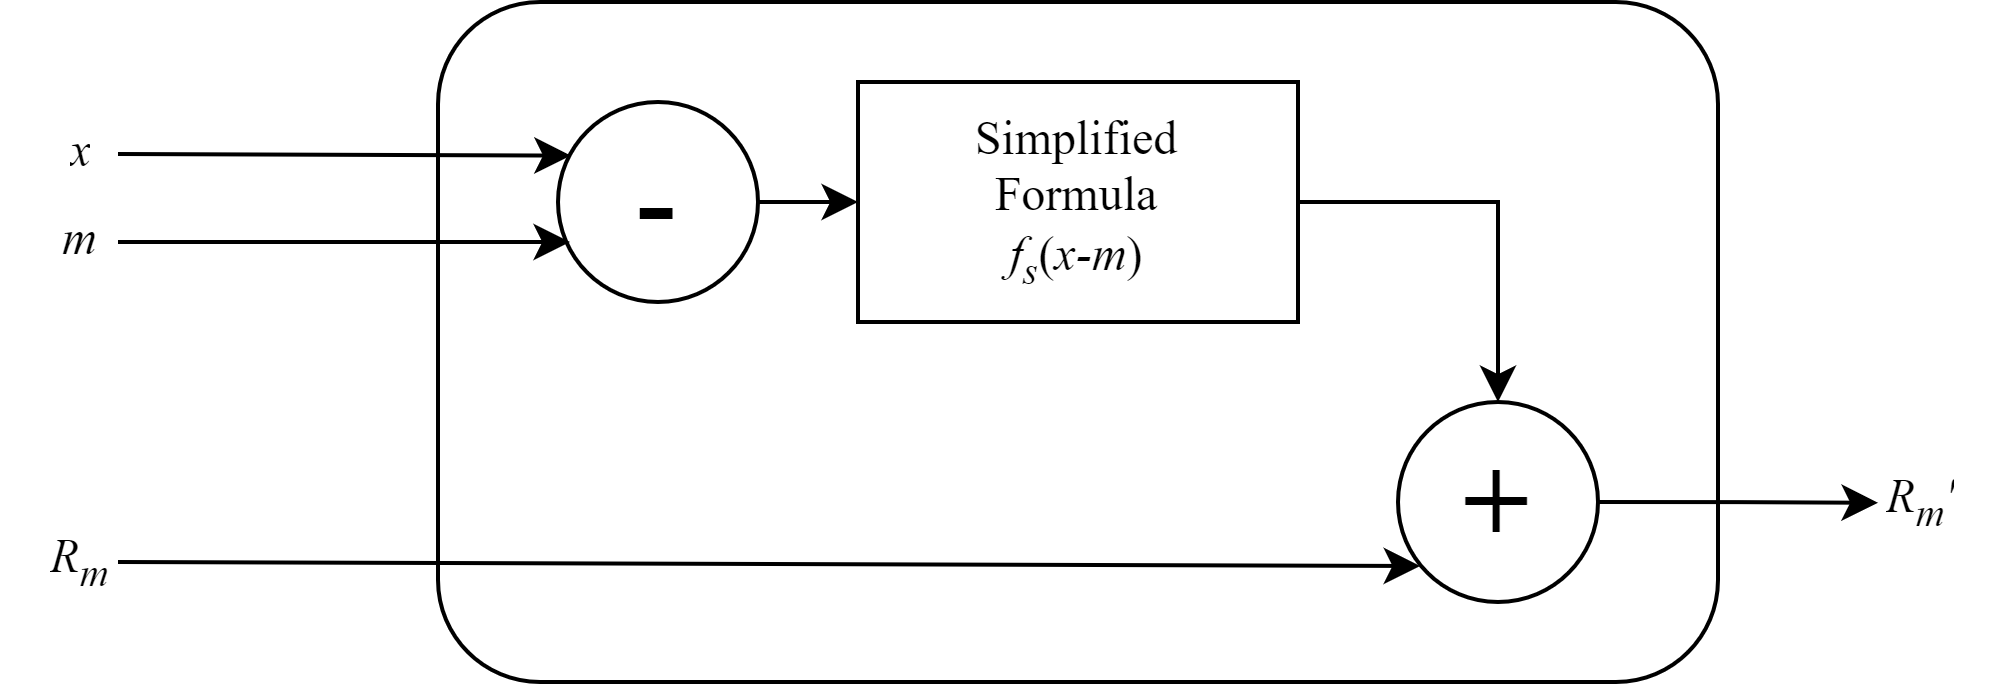 x
m
-
Simplified
Formula
fₛ(x-m)
+
Rₘ
Rₘ'